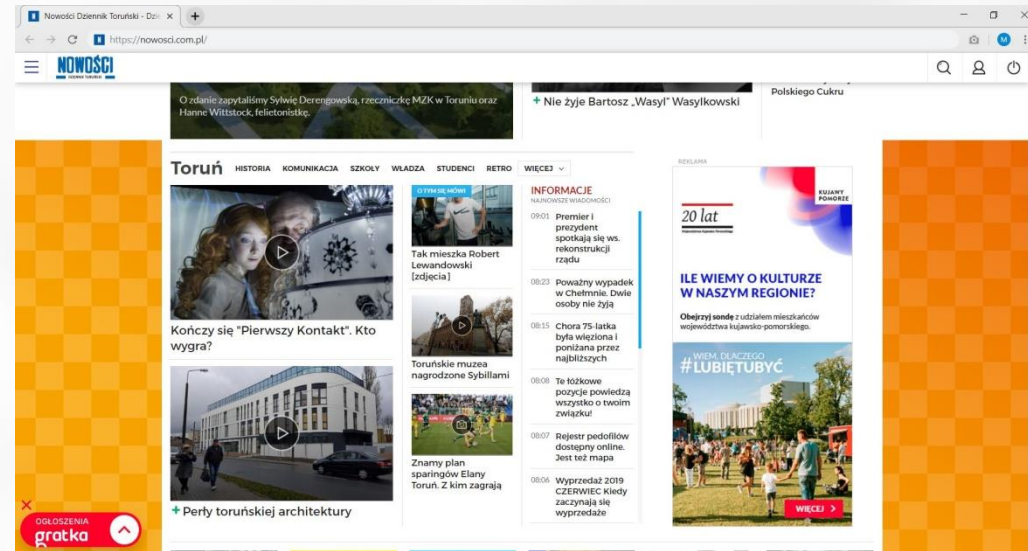 Nowości Dziennik Toruński - Dzie
https://nowosci.com.pl/
M
NOWOŚCI
DZIENNIK TORUŃSKI
O zdanie zapytaliśmy Sylwię Derengowską, rzeczniczkę MZK w Toruniu oraz
Hanne Wittstock, felietonistkę.
+ Nie żyje Bartosz „Wasyl” Wasylkowski
Polskiego Cukru
Toruń HISTORIA KOMUNIKACJA SZKOŁY WŁADZA STUDENCI RETRO WIĘCEJ
Kończy się "Pierwszy Kontakt". Kto
wygra?
+ Perły toruńskiej architektury
O TYM SIĘ MÓWI
Tak mieszka Robert
Lewandowski
[zdjęcia]
Toruńskie muzea
nagrodzone Sybillami
Znamy plan
sparingów Elany
Toruń. Z kim zagrają
INFORMACJE
NAJNOWSZE WIADOMOŚCI
09:01 Premier i
prezydent
spotkają się ws.
rekonstrukcji
rządu
08:23 Poważny wypadek
w Chełmnie. Dwie
osoby nie żyją
08:15 Chora 75-latka
była więziona i
poniżana przez
najbliższych
08:08 Te łóżkowe
pozycje powiedzą
wszystko o twoim
związku!
08:07 Rejestr pedofilów
dostępny online.
Jest też mapa
08:06 Wyprzedaż 2019
CZERWIEC Kiedy
zaczynają się
wyprzedaże
REKLAMA
KUJAWY
POMORZE
20 lat
ILE WIEMY O KULTURZE
W NASZYM REGIONIE?
Obejrzyj sondę z udziałem mieszkańców
województwa kujawsko-pomorskiego.
WIEM, DLACZEGO
#LUBIĘTUBYĆ
WIĘCEJ >
OGŁOSZENIA
gratka